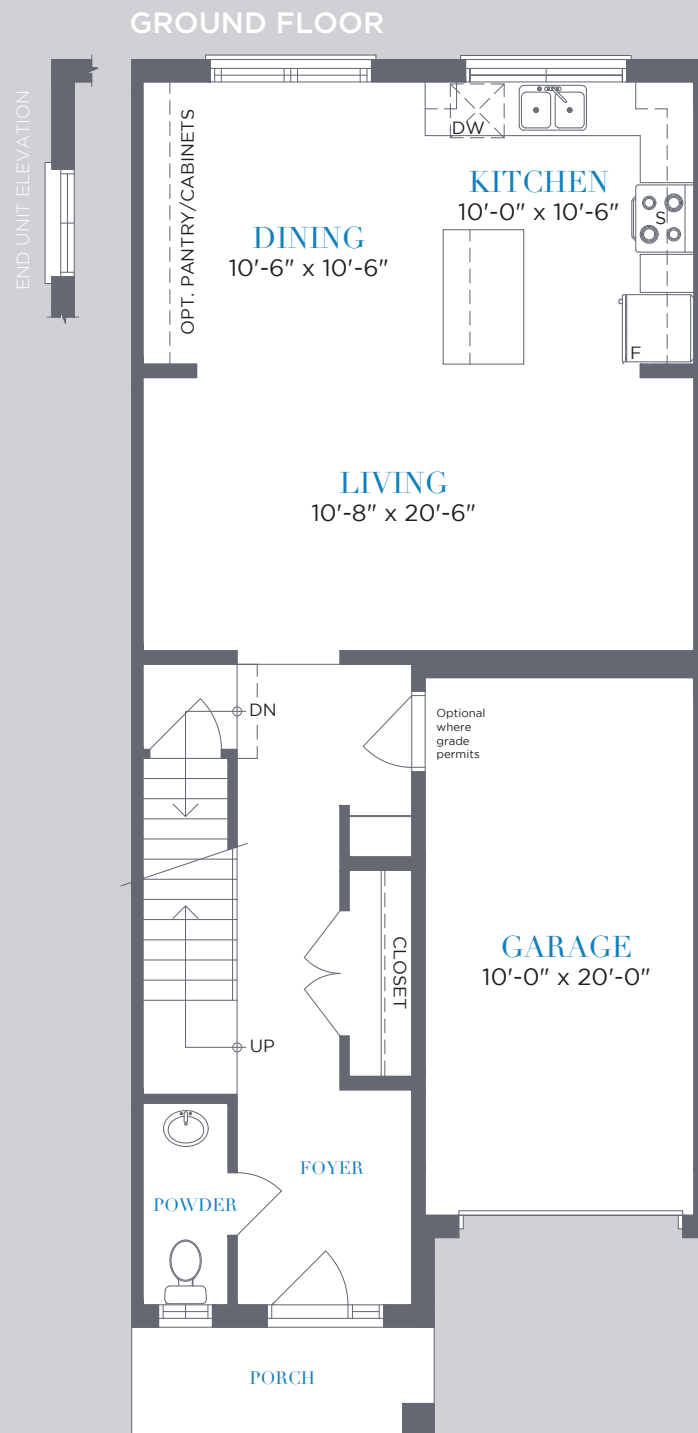 GROUND FLOOR
END UNIT ELEVATION
OPT. PANTRY/CABINETS
DW
KITCHEN
10'-0" x 10'-6"
S
DINING
10'-6" x 10'-6"
F
LIVING
10'-8" x 20'-6"
DN
Optional
where
grade
permits
CLOSET
GARAGE
10'-0" x 20'-0"
UP
FOYER
POWDER
PORCH